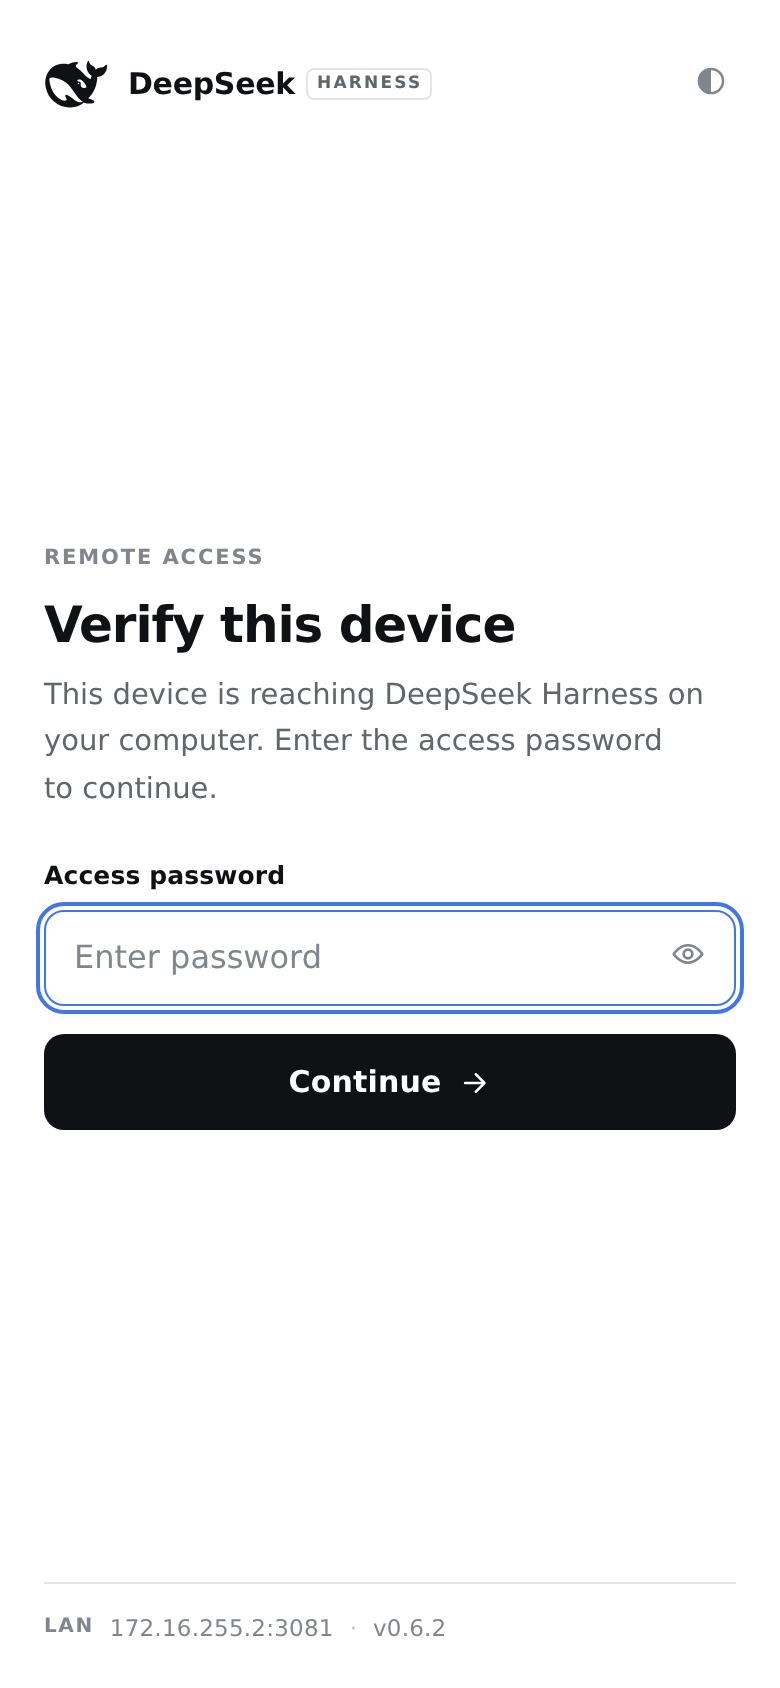 DeepSeek HARNESS
REMOTE ACCESS
Verify this device
This device is reaching DeepSeek Harness on
your computer. Enter the access password
to continue.
Access password
Enter password
Continue →
LAN 172.16.255.2:3081 · v0.6.2